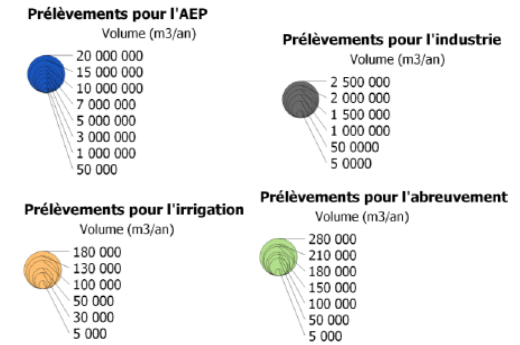 Prélèvements pour l'AEP
Volume (m3/an)
20 000 000
15 000 000
10 000 000
7 000 000
5 000 000
3 000 000
1 000 000
50 000
Prélèvements pour l'industrie
Volume (m3/an)
2 500 000
2 000 000
1 500 000
1 000 000
50 0000
5 0000
Prélèvements pour l'irrigation
Volume (m3/an)
180 000
130 000
100 000
50 000
30 000
5 000
Prélèvements pour l'abreuvement
Volume (m3/an)
280 000
210 000
180 000
150 000
100 000
50 000
5 000